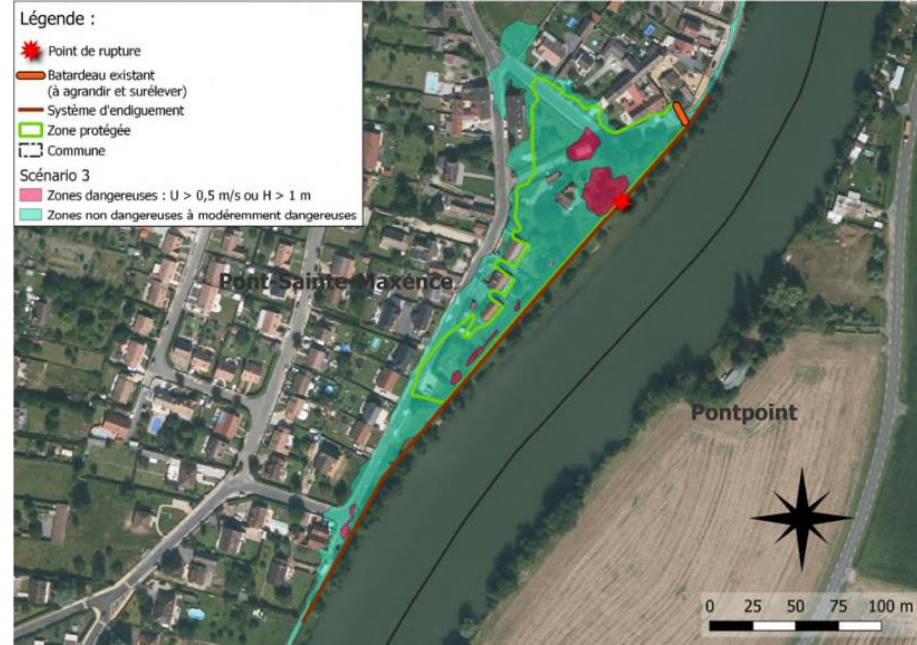 Légende :
Point de rupture
Batardeau existant
(à agrandir et surélever)
Système d'endiguement
Zone protégée
Commune
Scénario 3
Zones dangereuses : U > 0,5 m/s ou H > 1 m
Zones non dangereuses à modéremment dangereuses
Pont-Sainte-Maxence
Pontpoint
0 25 50 75 100 m